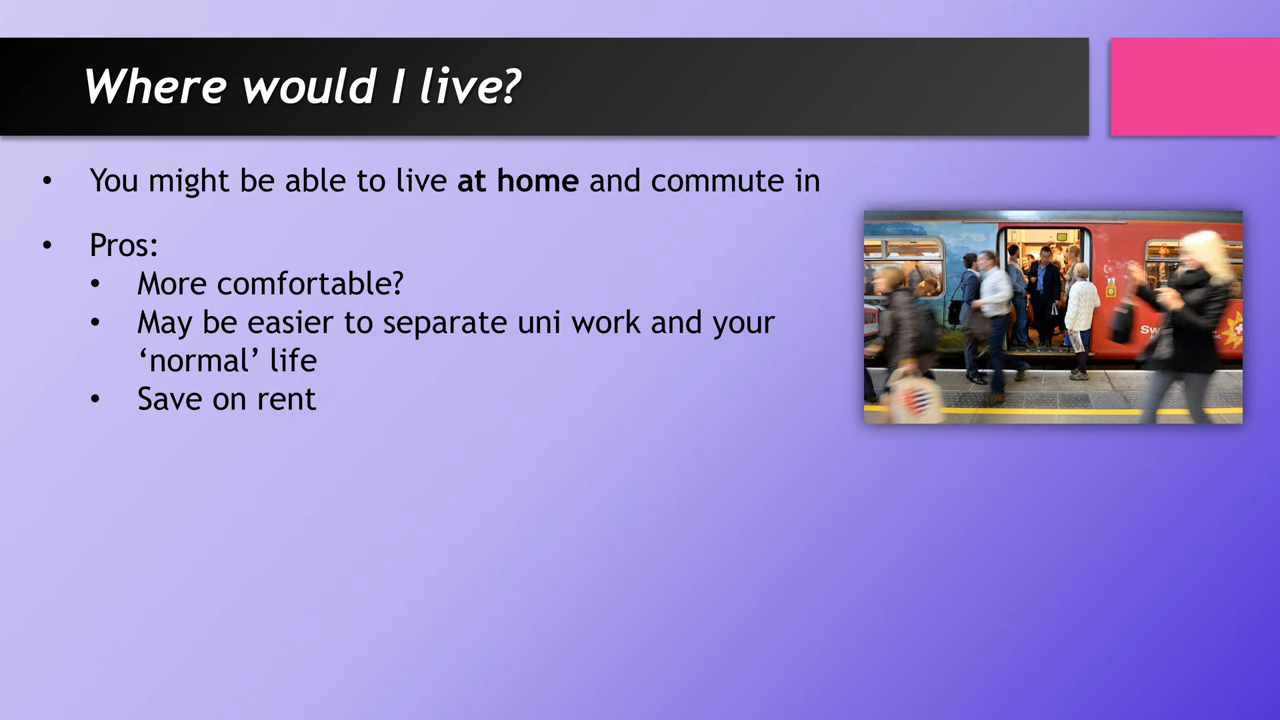 Where would I live?
• You might be able to live at home and commute in
• Pros:
• More comfortable?
• May be easier to separate uni work and your
‘normal’ life
• Save on rent
Sw